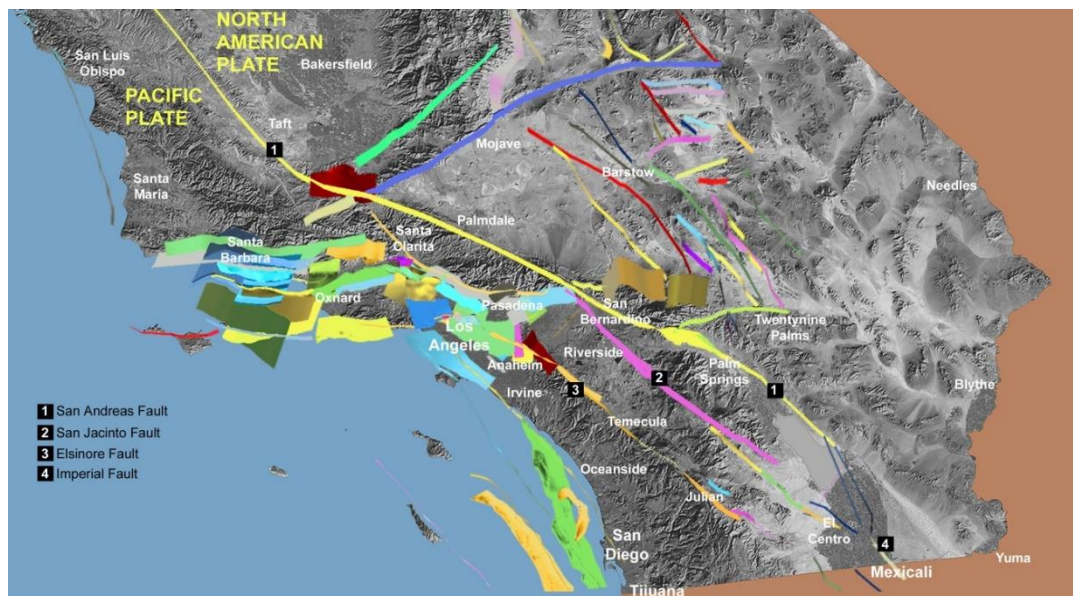 NORTH
AMERICAN
PLATE
San Luis
Obispo
Bakersfield
PACIFIC
PLATE
Taft
1
Mojave
Santa
Maria
Barstow
Needles
Palmdale
Santa
Clarita
Santa
Barbara
Oxnard
Pasadena
San
Bernardino
Los
Angeles
Twentynine
Palms
Riverside
Anaheim
Palm
Springs
2
1
3
Irvine
Blythe
1 San Andreas Fault
2 San Jacinto Fault
3 Elsinore Fault
4 Imperial Fault
Temecula
Oceanside
Julian
El
Centro
San
Diego
4
Mexicali
Yuma
Tijuana